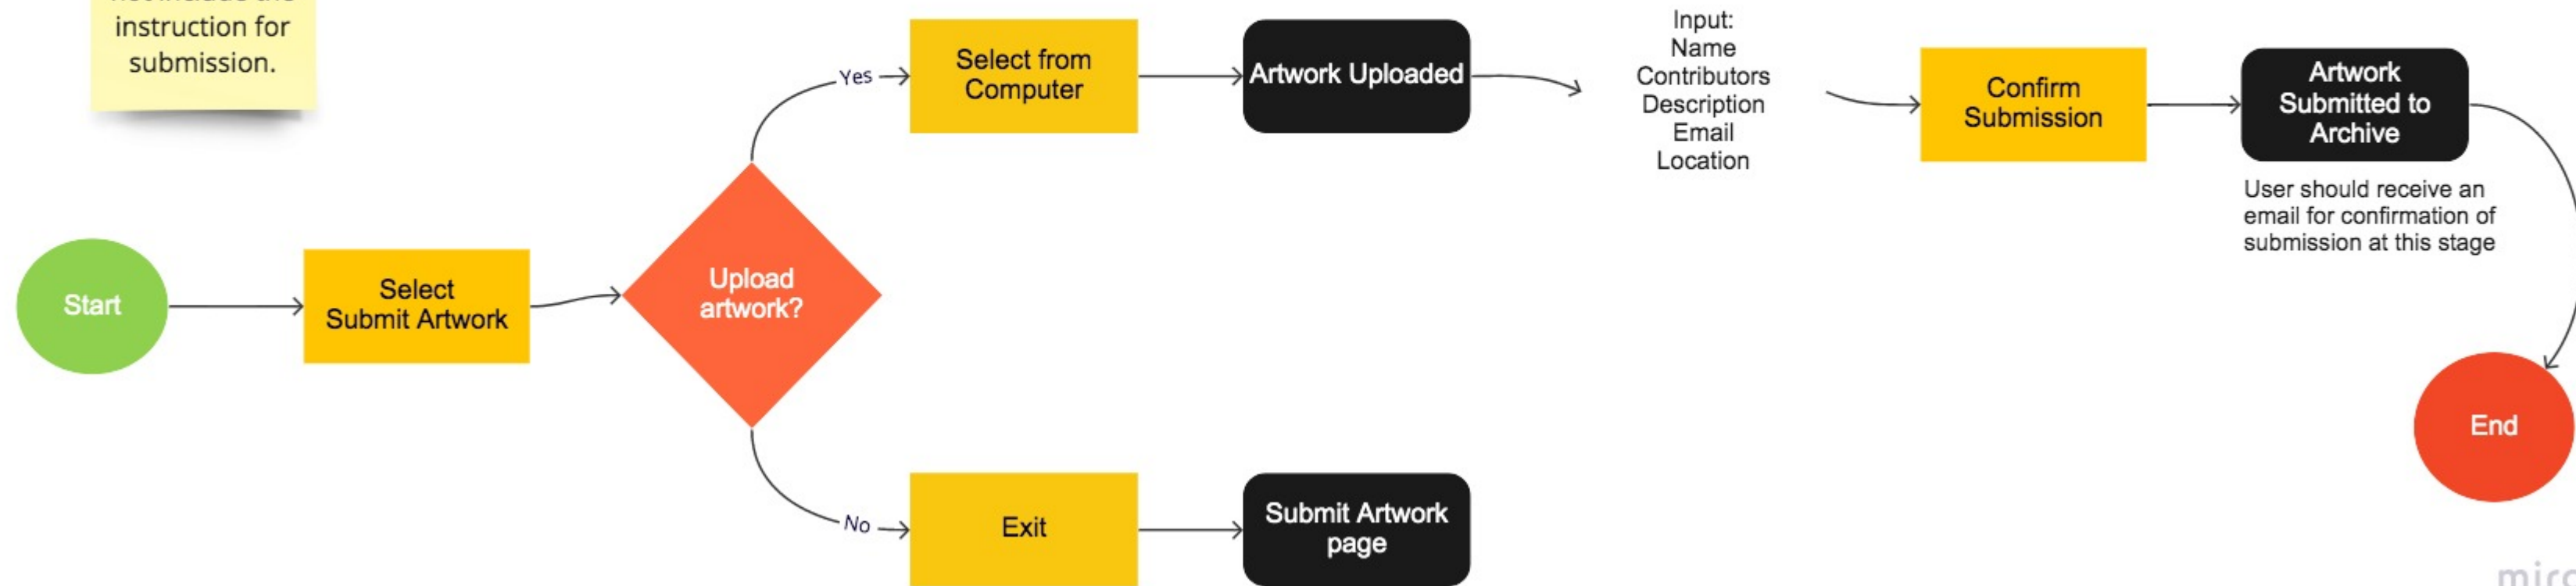 instruction for
submission.
Start
Select
Submit Artwork
Upload
artwork?
Yes
Select from
Computer
Artwork Uploaded
Input:
Name
Contributors
Description
Email
Location
Confirm
Submission
Artwork
Submitted to
Archive
User should receive an
email for confirmation of
submission at this stage
End
No
Exit
Submit Artwork
page